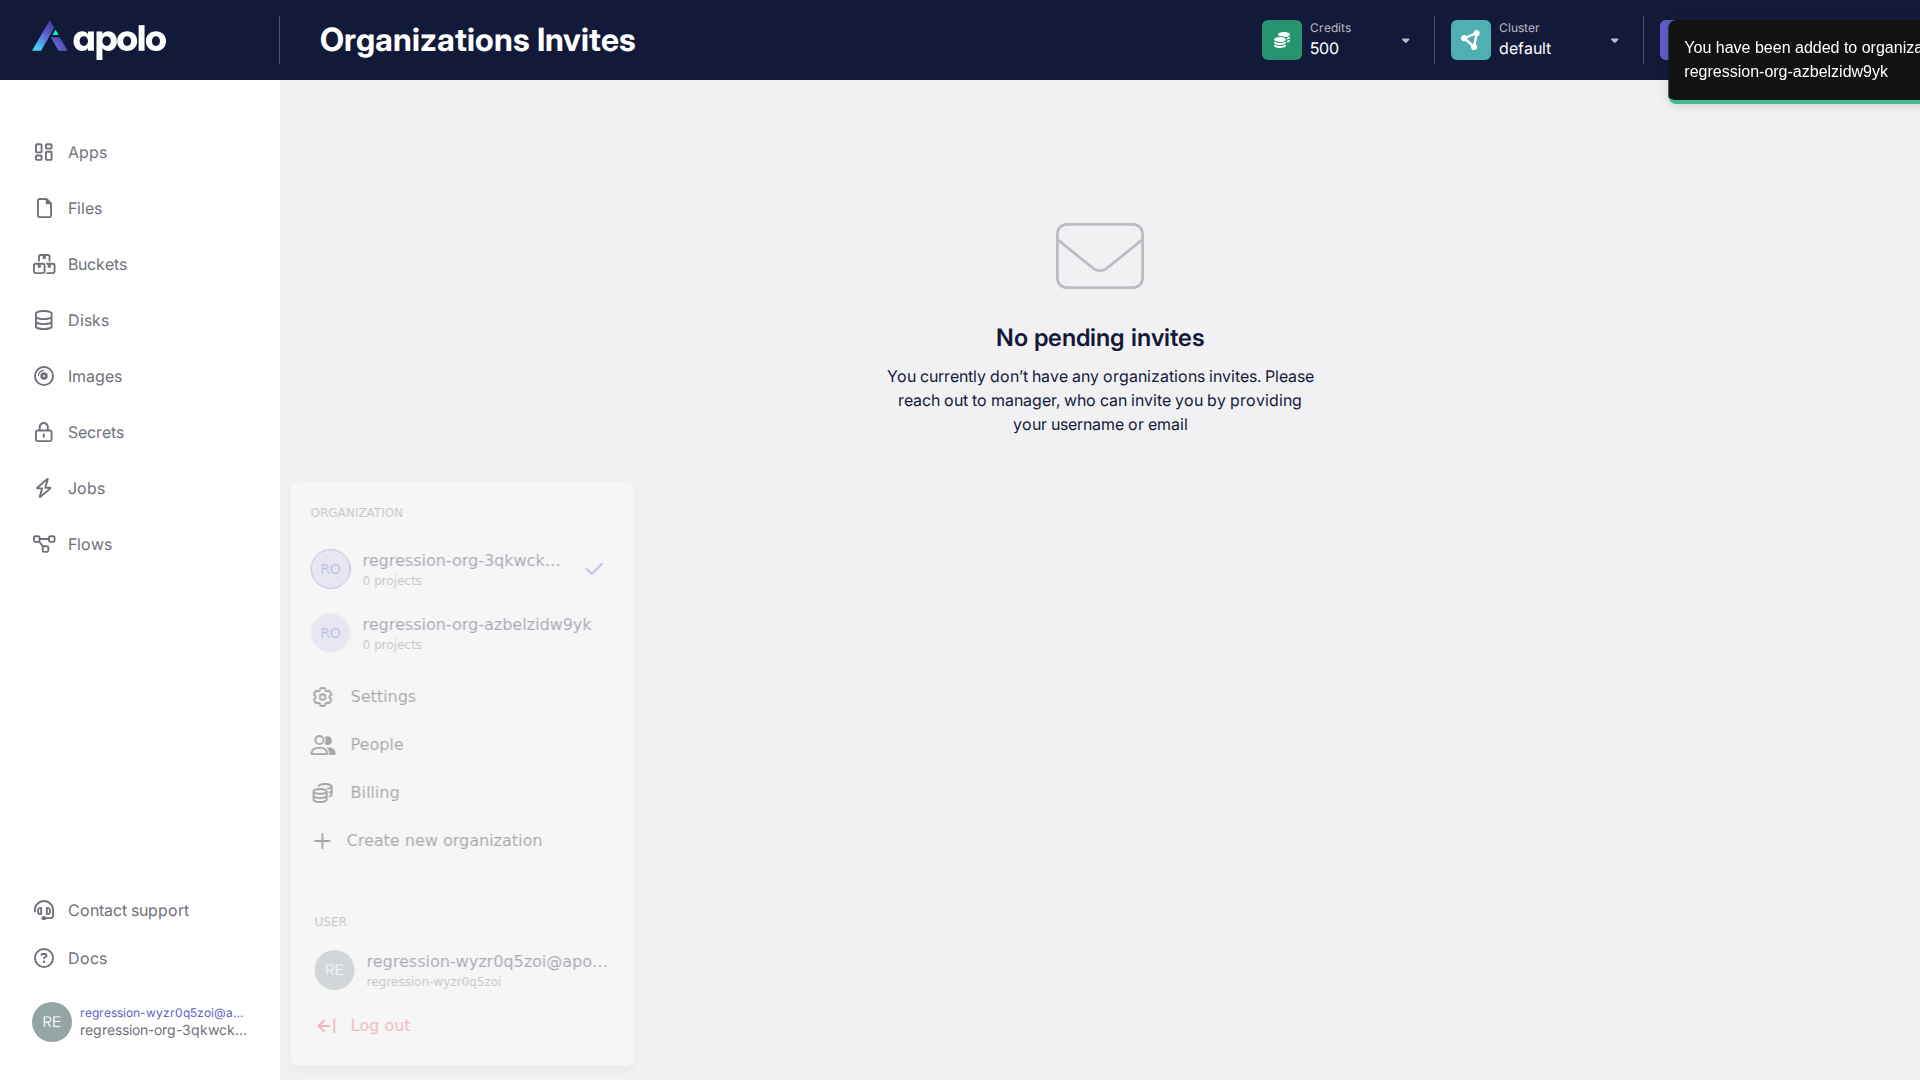 apolo
Organizations Invites
Credits
500
Cluster
default
You have been added to
regression-org-azbelzidw9yk
Apps
Files
Buckets
Disks
Images
Secrets
Jobs
Flows
No pending invites
You currently don’t have any organizations invites. Please
reach out to manager, who can invite you by providing
your username or email
ORGANIZATION
RO
regression-org-3qkwck...
0 projects
RO
regression-org-azbelzidw9yk
0 projects
Settings
People
Billing
Create new organization
USER
RE
regression-wyzr0q5zoi@apo...
regression-wyzr0q5zoi
Log out
Contact support
Docs
RE
regression-wyzr0q5zoi@a...
regression-org-3qkwck...